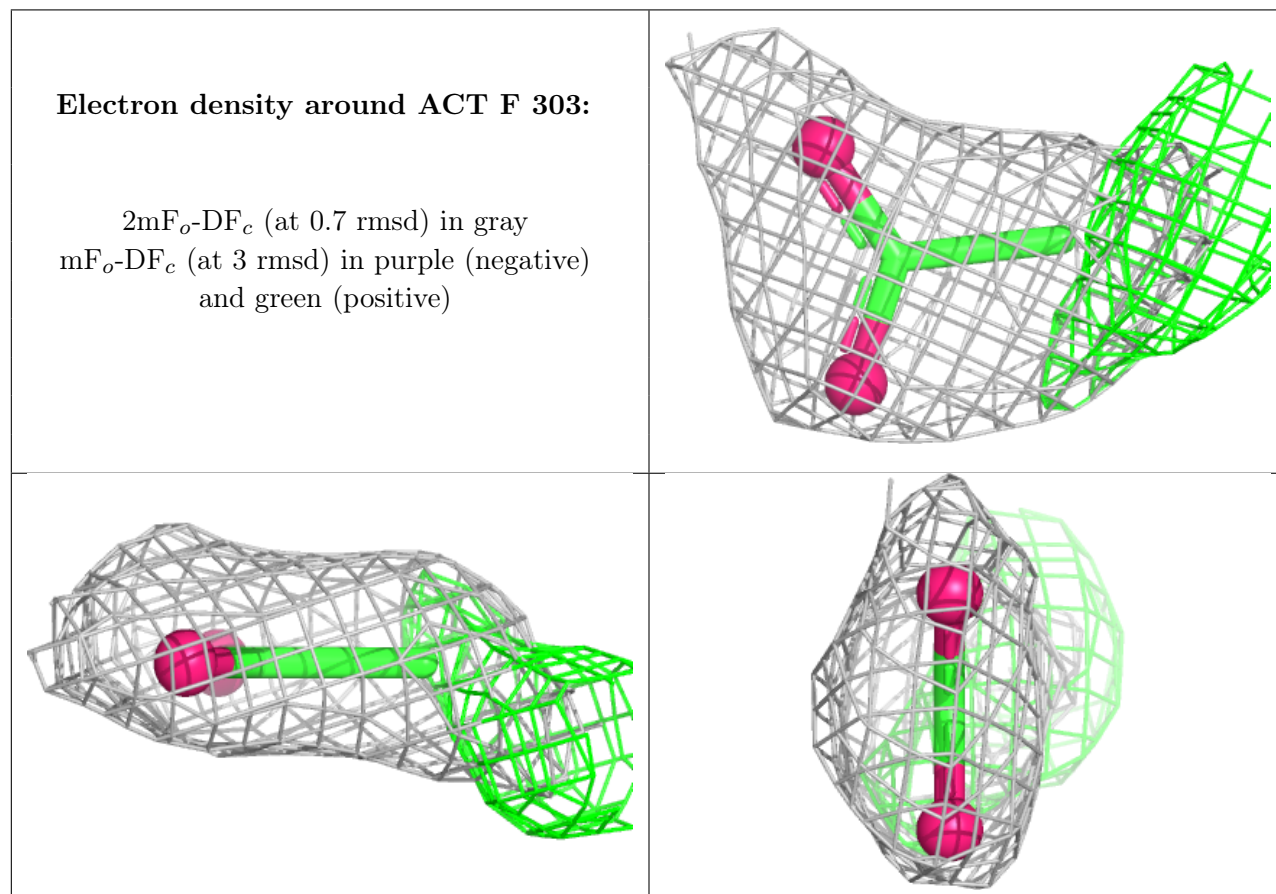 Electron density around ACT F 303:
2mFo-DFc (at 0.7 rmsd) in gray
mFo-DFc (at 3 rmsd) in purple (negative)
and green (positive)